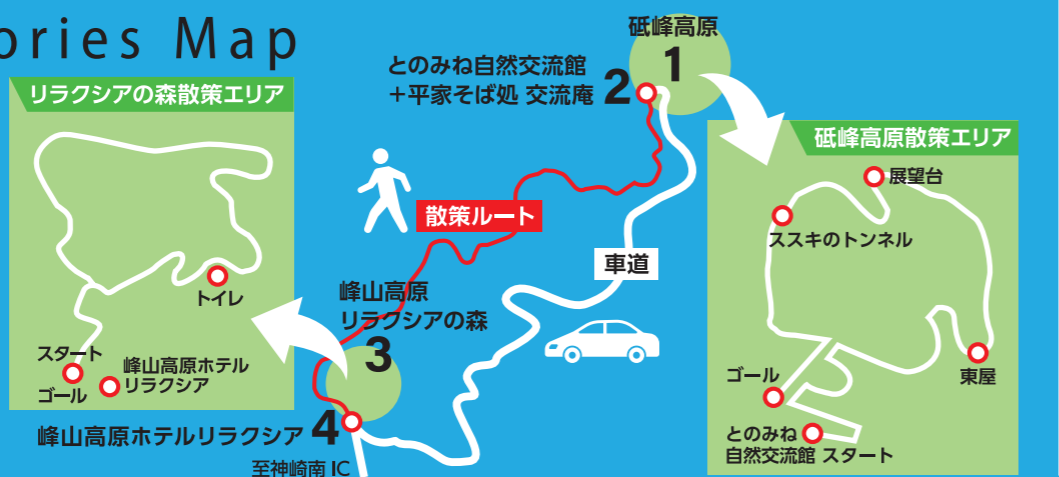 ories Map
リラクシアの森散策エリア
トイレ
スタート
ゴール
峰山高原ホテル
リラクシア
砥峰高原
1
とのみね自然交流館
+平家そば処 交流庵
2
散策ルート
車道
峰山高原
リラクシアの森
3
峰山高原ホテルリラクシア 4
至神崎南 IC
砥峰高原散策エリア
展望台
ススキのトンネル
東屋
ゴール
とのみね
自然交流館 スタート